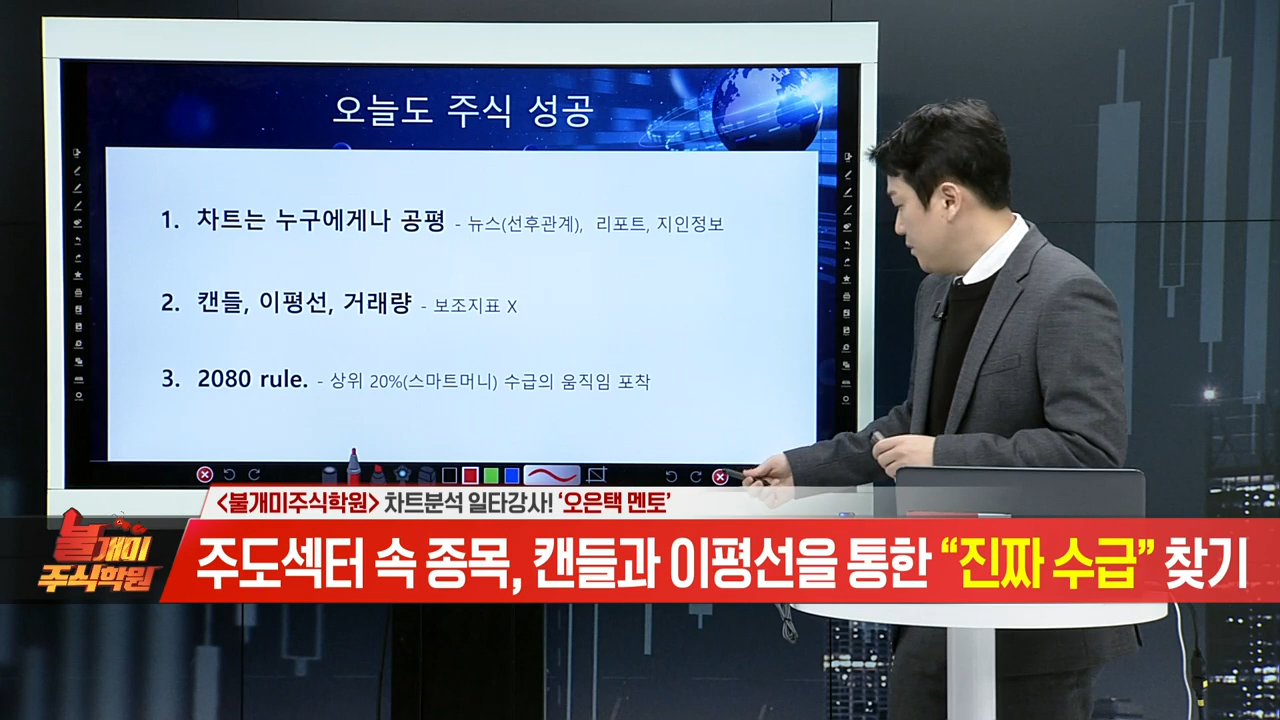 오늘도 주식 성공
1. 차트는 누구에게나 공평 - 뉴스(선후관계), 리포트, 지인정보
2. 캔들, 이평선, 거래량 - 보조지표 X
3. 2080 rule. - 상위 20%(스마트머니) 수급의 움직임 포착
<불개미주식학원> 차트분석 일타강사! ‘오은택 멘토’
불개미
주식학원
주도섹터 속 종목, 캔들과 이평선을 통한 “진짜 수급” 찾기